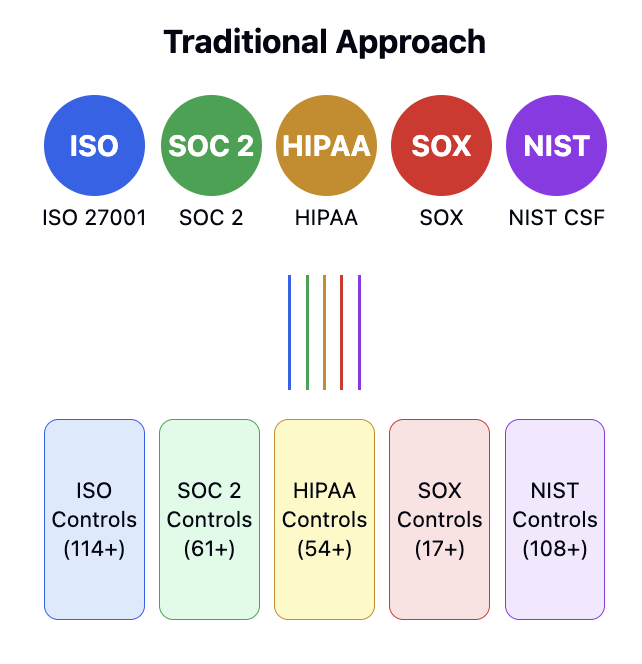 Traditional Approach
ISO
SOC 2
HIPAA
SOX
NIST
ISO 27001
SOC 2
HIPAA
SOX
NIST CSF
ISO
Controls
(114+)
SOC 2
Controls
(61+)
HIPAA
Controls
(54+)
SOX
Controls
(17+)
NIST
Controls
(108+)